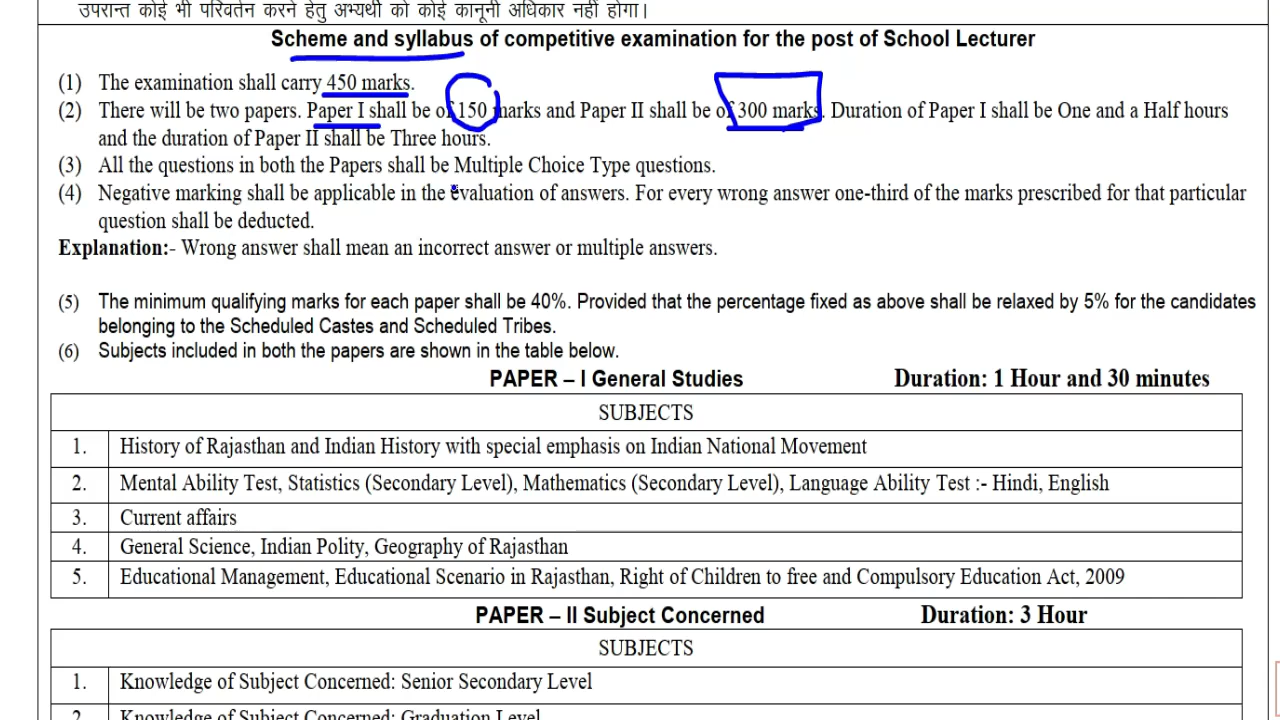 उपरान्त कोई भी परिवर्तन करने हेतु अभ्यर्थी को कोई कानूनी अधिकार नहीं होगा।
Scheme and syllabus of competitive examination for the post of School Lecturer
(1) The examination shall carry 450 marks.
(2) There will be two papers. Paper I shall be of 150 marks and Paper II shall be of 300 marks. Duration of Paper I shall be One and a Half hours
and the duration of Paper II shall be Three hours.
(3) All the questions in both the Papers shall be Multiple Choice Type questions.
(4) Negative marking shall be applicable in the evaluation of answers. For every wrong answer one-third of the marks prescribed for that particular
question shall be deducted.
Explanation:- Wrong answer shall mean an incorrect answer or multiple answers.
(5) The minimum qualifying marks for each paper shall be 40%. Provided that the percentage fixed as above shall be relaxed by 5% for the candidates
belonging to the Scheduled Castes and Scheduled Tribes.
(6) Subjects included in both the papers are shown in the table below.
PAPER – I General Studies Duration: 1 Hour and 30 minutes
SUBJECTS
1. History of Rajasthan and Indian History with special emphasis on Indian National Movement
2. Mental Ability Test, Statistics (Secondary Level), Mathematics (Secondary Level), Language Ability Test :- Hindi, English
3. Current affairs
4. General Science, Indian Polity, Geography of Rajasthan
5. Educational Management, Educational Scenario in Rajasthan, Right of Children to free and Compulsory Education Act, 2009
PAPER – II Subject Concerned Duration: 3 Hour
SUBJECTS
1. Knowledge of Subject Concerned: Senior Secondary Level
2. Knowledge of Subject Concerned: Graduation Level